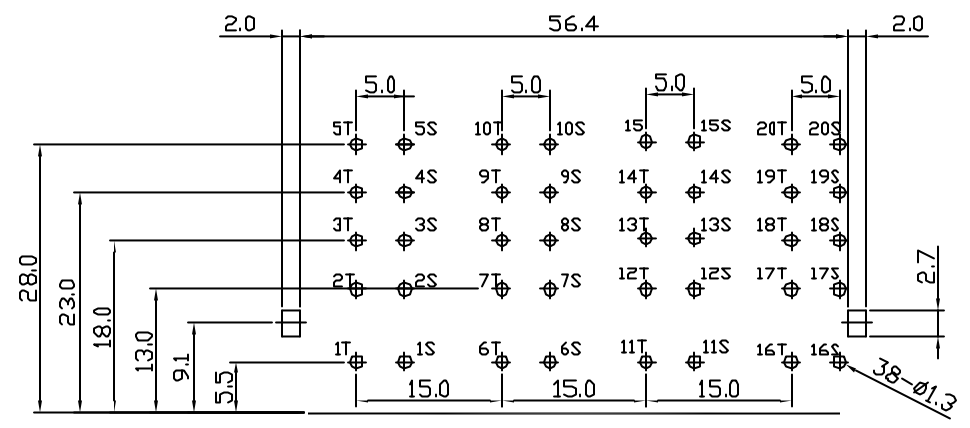 2.0 56.4 2.0
5.0 5.0 5.0 5.0
5T 5S 10T 10S 15 15S 20T 20S
4T 4S 9T 9S 14T 14S 19T 19S
3T 3S 8T 8S 13T 13S 18T 18S
2T 2S 7T 7S 12T 12S 17T 17S
28.0 23.0 18.0 13.0 9.1 5.5 2.7
1T 1S 6T 6S 11T 11S 16T 16S
15.0 15.0 15.0
38-ø1.3